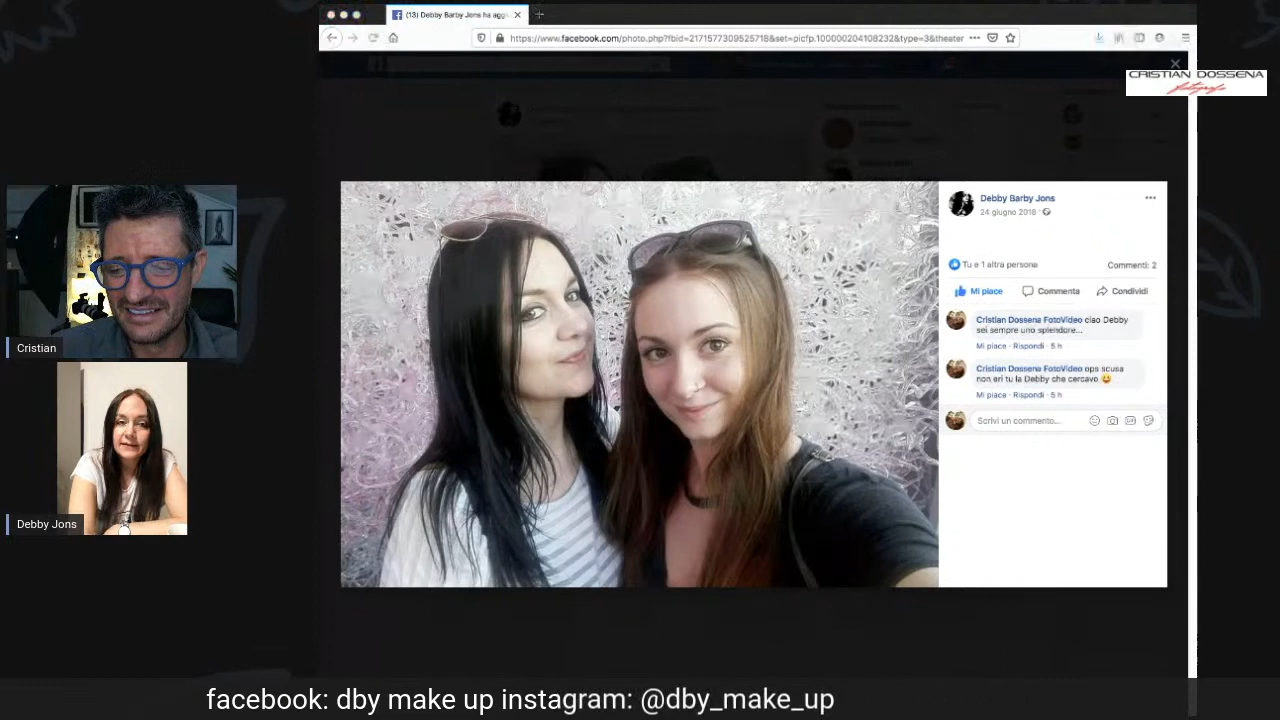 (13) Debby Barby Jons ha aggi
https://www.facebook.com/photo.php?fbid=2171577309525718&set=picfp.100000204108232&type=3&theater
CRISTIAN DOSSENA
fotografo
Debby Barby Jons
24 giugno 2018
Tu e 1 altra persona
Commenti: 2
Mi piace
Commenta
Condividi
Cristian Dossena FotoVideo ciao Debby
sei sempre uno splendore...
Mi piace · Rispondi · 5 h
Cristian Dossena FotoVideo ops scusa
non eri tu la Debby che cercavo 😀
Mi piace · Rispondi · 5 h
Scrivi un commento...
GIF
Cristian
Debby Jons
facebook: dby make up instagram: @dby_make_up